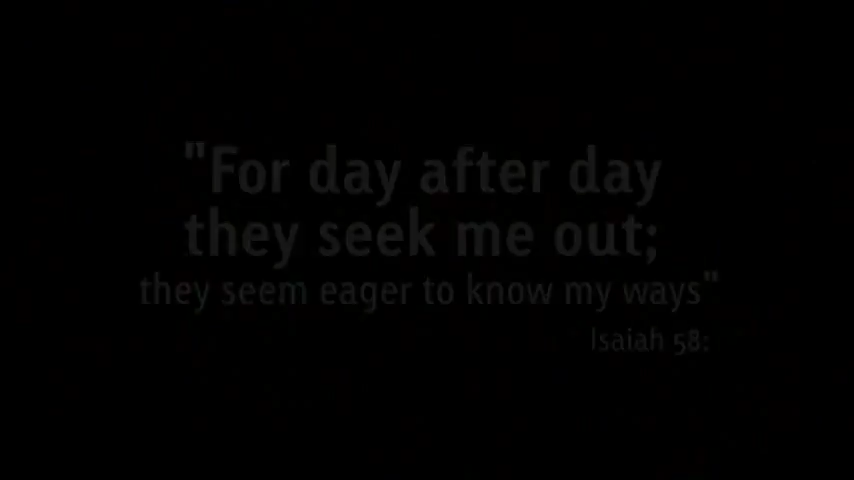 "For day after day
they seek me out;
they seem eager to know my ways"
Isaiah 58: